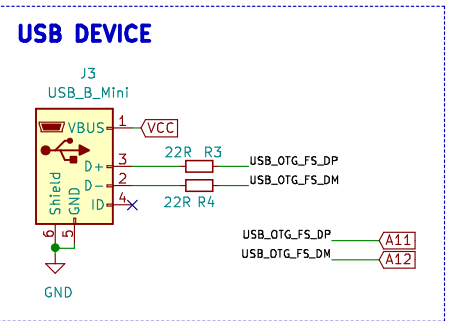 USB DEVICE
J3
USB_B_Mini
VBUS 1 VCC
22R R3
D+ 3 USB_OTG_FS_DP
D- 2 USB_OTG_FS_DM
22R R4
ID 4
Shield
GND
6 5
GND
USB_OTG_FS_DP A11
USB_OTG_FS_DM A12